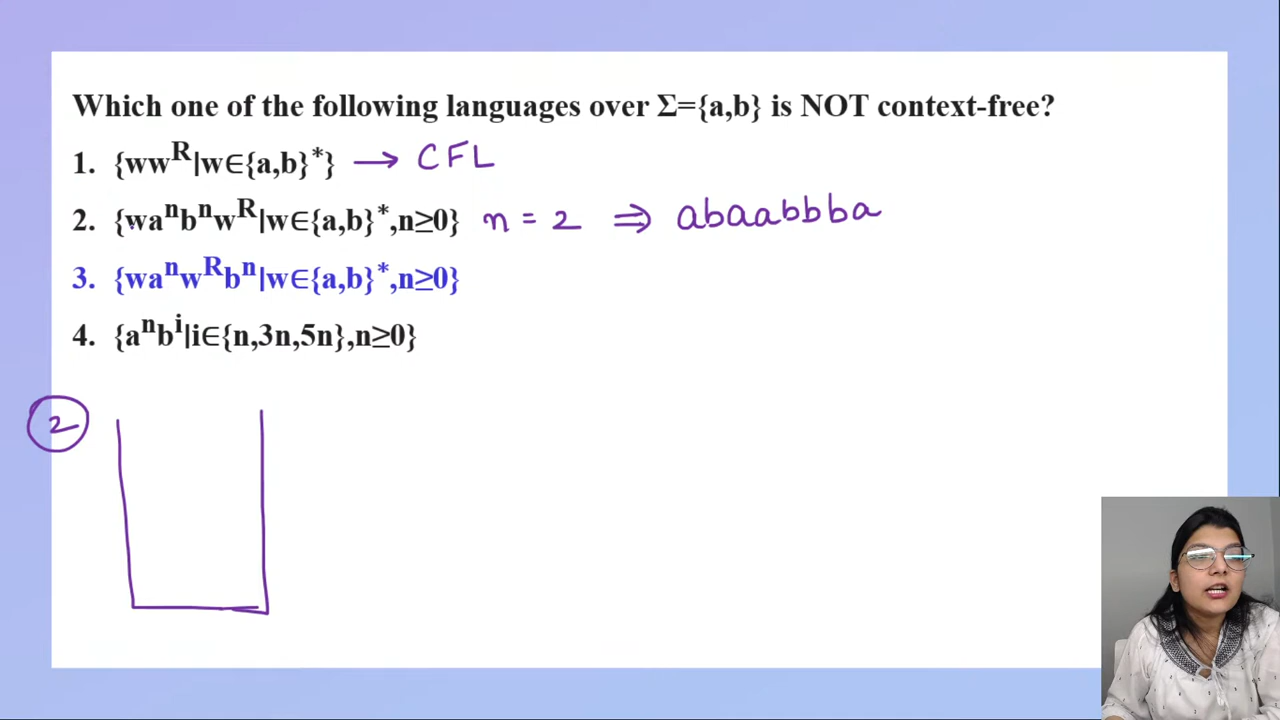 Which one of the following languages over Σ={a,b} is NOT context-free?
1. {wwᴿ|w∈{a,b}*} → CFL
2. {waⁿbⁿwᴿ|w∈{a,b}*,n≥0} n = 2 ⇒ abaabbba
3. {waⁿwᴿbⁿ|w∈{a,b}*,n≥0}
4. {aⁿbⁱ|i∈{n,3n,5n},n≥0}
2